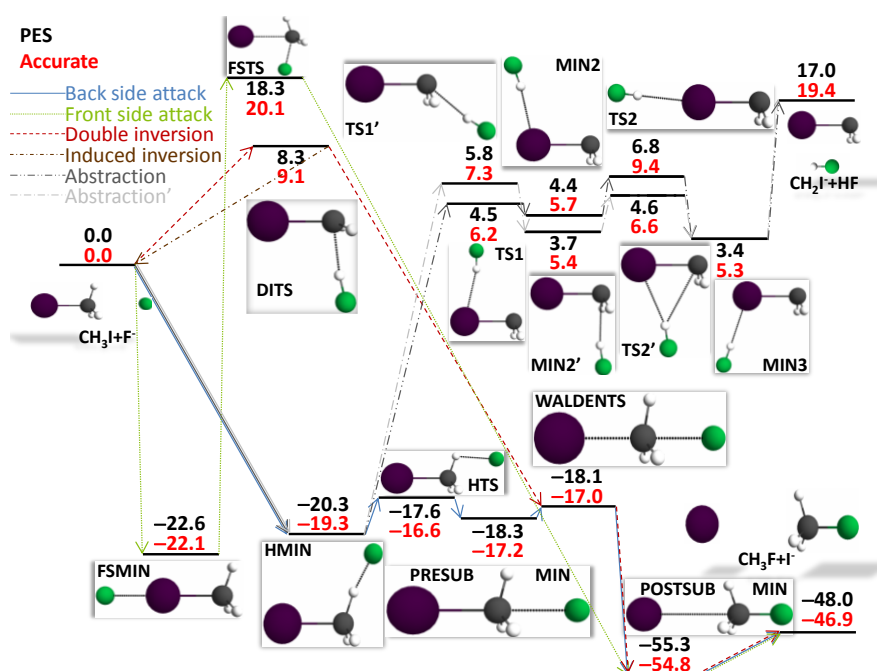 PES
Accurate
Back side attack
Front side attack
Double inversion
Induced inversion
Abstraction
Abstraction'
FSTS
18.3
20.1
8.3
9.1
DITS
0.0
0.0
CH₃I+F⁻
TS1'
MIN2
TS2
17.0
19.4
CH₂I⁻+HF
5.8
7.3
4.4
5.7
6.8
9.4
4.5
6.2
TS1
3.7
5.4
MIN2'
4.6
6.6
TS2'
3.4
5.3
MIN3
WALDENTS
−22.6
−22.1
FSMIN
−20.3
−19.3
HMIN
HTS
−17.6
−16.6
−18.3
−17.2
−18.1
−17.0
PRESUB MIN
CH₃F+I⁻
POSTSUB MIN
−55.3
−54.8
−48.0
−46.9